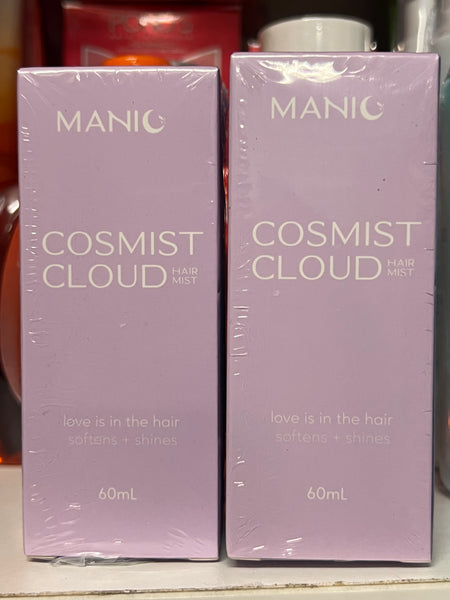 MANIC
COSMIST
CLOUD HAIR MIST
love is in the hair
softens + shines
60mL
MANIC
COSMIST
CLOUD HAIR MIST
love is in the hair
softens + shines
60mL